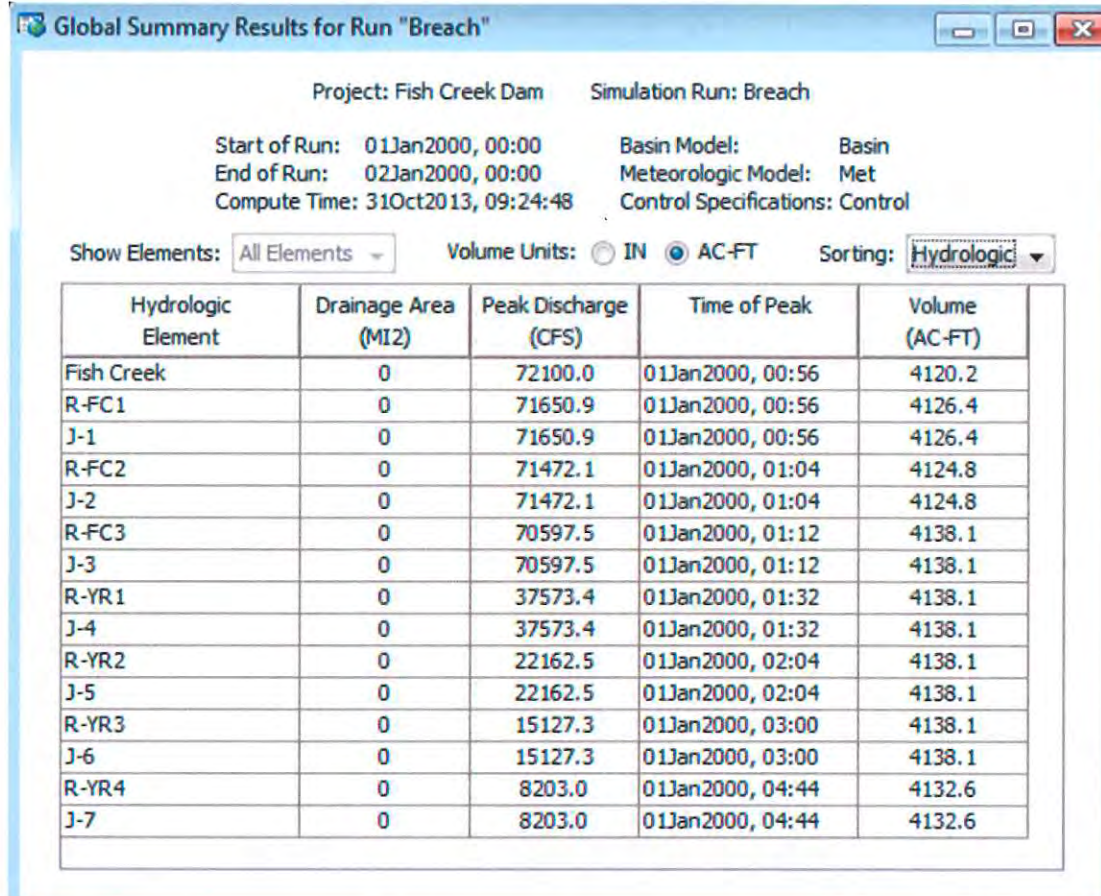 Global Summary Results for Run "Breach"
Project: Fish Creek Dam Simulation Run: Breach
Start of Run: 01Jan2000, 00:00 Basin Model: Basin
End of Run: 02Jan2000, 00:00 Meteorologic Model: Met
Compute Time: 31Oct2013, 09:24:48 Control Specifications: Control
Show Elements: All Elements Volume Units: IN AC-FT Sorting: Hydrologic
Hydrologic Drainage Area Peak Discharge Time of Peak Volume
Element (MI2) (CFS) (AC-FT)
Fish Creek 0 72100.0 01Jan2000, 00:56 4120.2
R-FC1 0 71650.9 01Jan2000, 00:56 4126.4
J-1 0 71650.9 01Jan2000, 00:56 4126.4
R-FC2 0 71472.1 01Jan2000, 01:04 4124.8
J-2 0 71472.1 01Jan2000, 01:04 4124.8
R-FC3 0 70597.5 01Jan2000, 01:12 4138.1
J-3 0 70597.5 01Jan2000, 01:12 4138.1
R-YR1 0 37573.4 01Jan2000, 01:32 4138.1
J-4 0 37573.4 01Jan2000, 01:32 4138.1
R-YR2 0 22162.5 01Jan2000, 02:04 4138.1
J-5 0 22162.5 01Jan2000, 02:04 4138.1
R-YR3 0 15127.3 01Jan2000, 03:00 4138.1
J-6 0 15127.3 01Jan2000, 03:00 4138.1
R-YR4 0 8203.0 01Jan2000, 04:44 4132.6
J-7 0 8203.0 01Jan2000, 04:44 4132.6